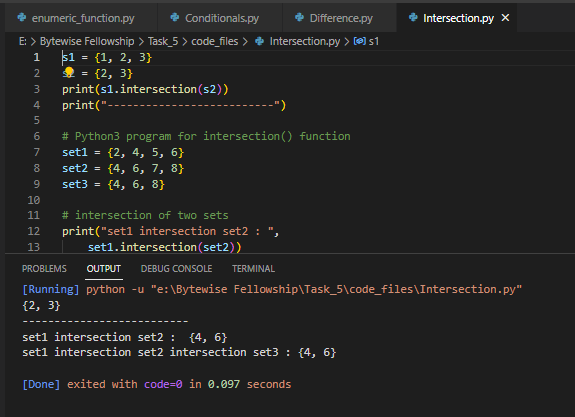 enumeric_function.py Conditionals.py Difference.py Intersection.py ×
E: > Bytewise Fellowship > Task_5 > code_files > Intersection.py > s1
1 s1 = {1, 2, 3}
2 = {2, 3}
3 print(s1.intersection(s2))
4 print("-------------------------")
5
6 # Python3 program for intersection() function
7 set1 = {2, 4, 5, 6}
8 set2 = {4, 6, 7, 8}
9 set3 = {4, 6, 8}
10
11 # intersection of two sets
12 print("set1 intersection set2 : ",
13 set1.intersection(set2))
PROBLEMS OUTPUT DEBUG CONSOLE TERMINAL
[Running] python -u "e:\Bytewise Fellowship\Task_5\code_files\Intersection.py"
{2, 3}
-------------------------
set1 intersection set2 :  {4, 6}
set1 intersection set2 intersection set3 : {4, 6}
[Done] exited with code=0 in 0.097 seconds